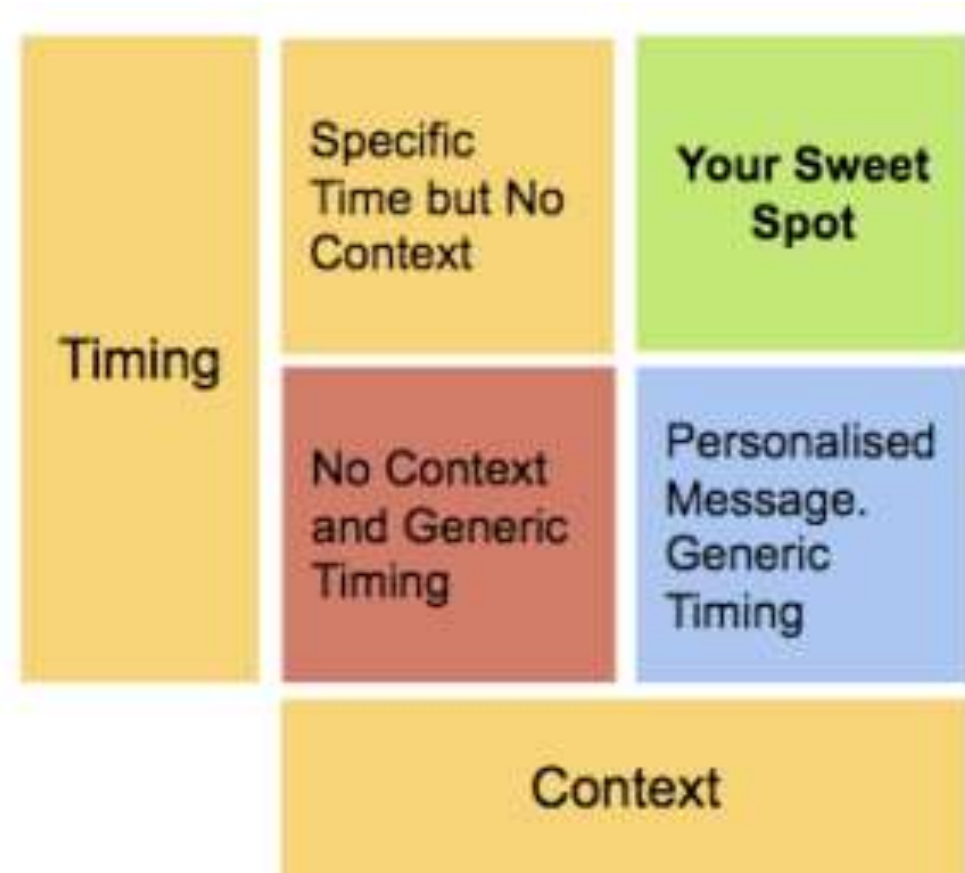 Timing
Specific
Time but No
Context
Your Sweet
Spot
No Context
and Generic
Timing
Personalised
Message.
Generic
Timing
Context